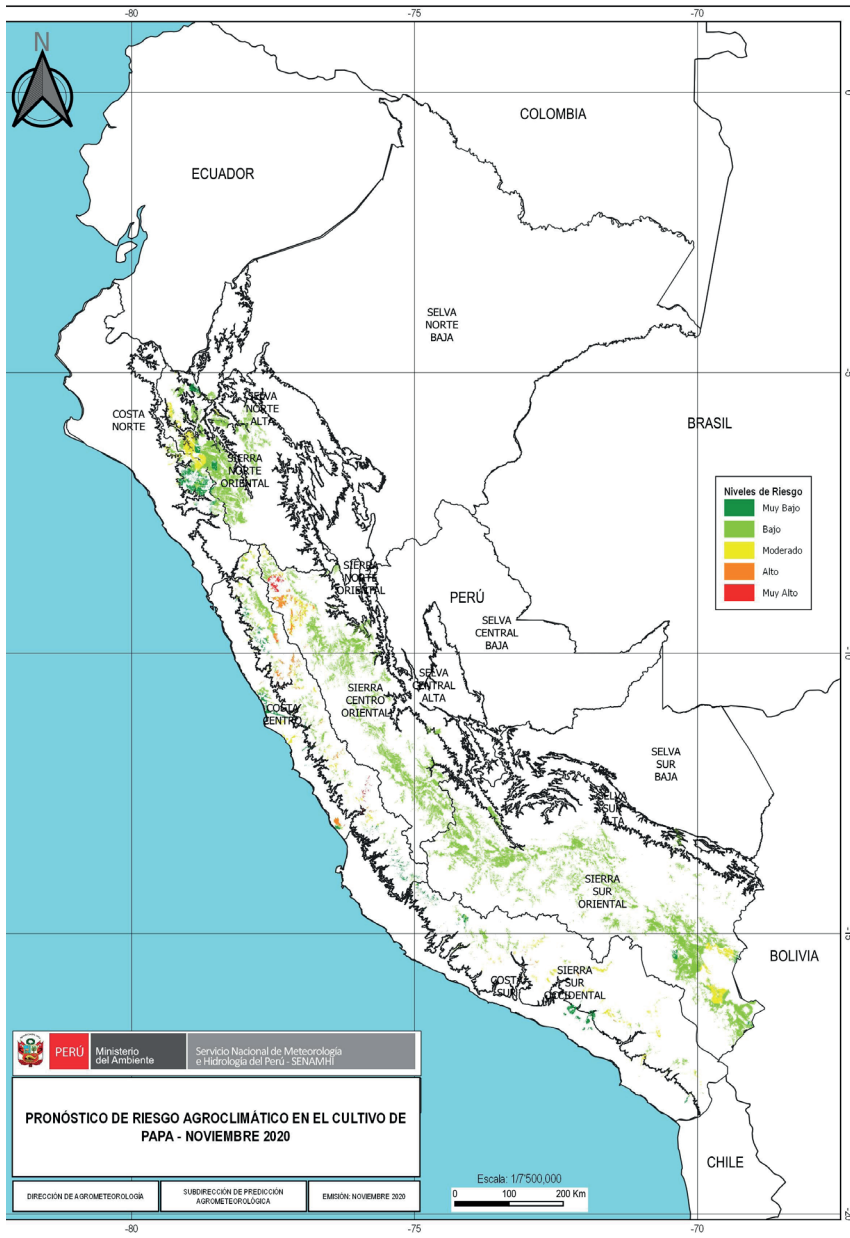 -80
-75
-70
N
COLOMBIA
ECUADOR
SELVA
NORTE
BAJA
BRASIL
COSTA
NORTE
SELVA
NORTE
ALTA
SIERRA
NORTE
ORIENTAL
Niveles de Riesgo
Muy Bajo
Bajo
Moderado
Alto
Muy Alto
SIERRA
NORTE
ORIENTAL
PERÚ
SELVA
CENTRAL
BAJA
SELVA
CENTRAL
ALTA
SIERRA
CENTRO
ORIENTAL
COSTA
CENTRO
SELVA
SUR
BAJA
SELVA
SUR
ALTA
SIERRA
SUR
ORIENTAL
BOLIVIA
COSTA
SUR
SIERRA
SUR
OCCIDENTAL
CHILE
PERÚ
Ministerio
del Ambiente
Servicio Nacional de Meteorología
e Hidrología del Perú - SENAMHI
PRONÓSTICO DE RIESGO AGROCLIMÁTICO EN EL CULTIVO DE
PAPA - NOVIEMBRE 2020
DIRECCIÓN DE AGROMETEOROLOGÍA
SUBDIRECCIÓN DE PREDICCIÓN
AGROMETEOROLÓGICA
EMISIÓN: NOVIEMBRE 2020
Escala: 1/7'500,000
0 100 200 Km
-80
-75
-70